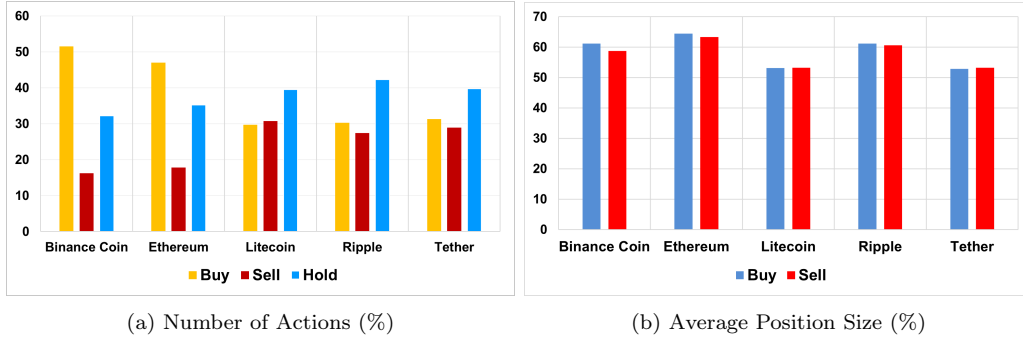 60
50
40
30
20
10
0
Binance Coin Ethereum Litecoin Ripple Tether
Buy Sell Hold
(a) Number of Actions (%)
70
60
50
40
30
20
10
0
Binance Coin Ethereum Litecoin Ripple Tether
Buy Sell
(b) Average Position Size (%)